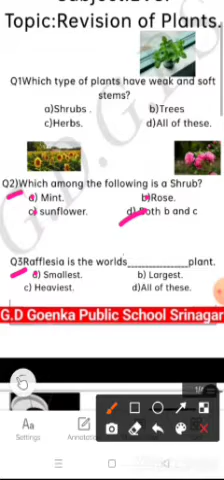 Topic:Revision of Plants.
Q1Which type of plants have weak and soft
stems?
a)Shrubs .
b)Trees
c)Herbs.
d)All of these.
Q2)Which among the following is a Shrub?
a) Mint.
b)Rose.
c) sunflower.
d) both b and c
Q3Rafflesia is the worlds______________plant.
a) Smallest.
b) Largest.
c) Heaviest.
d)All of these.
G.D Goenka Public School Srinagar
Aa
Settings